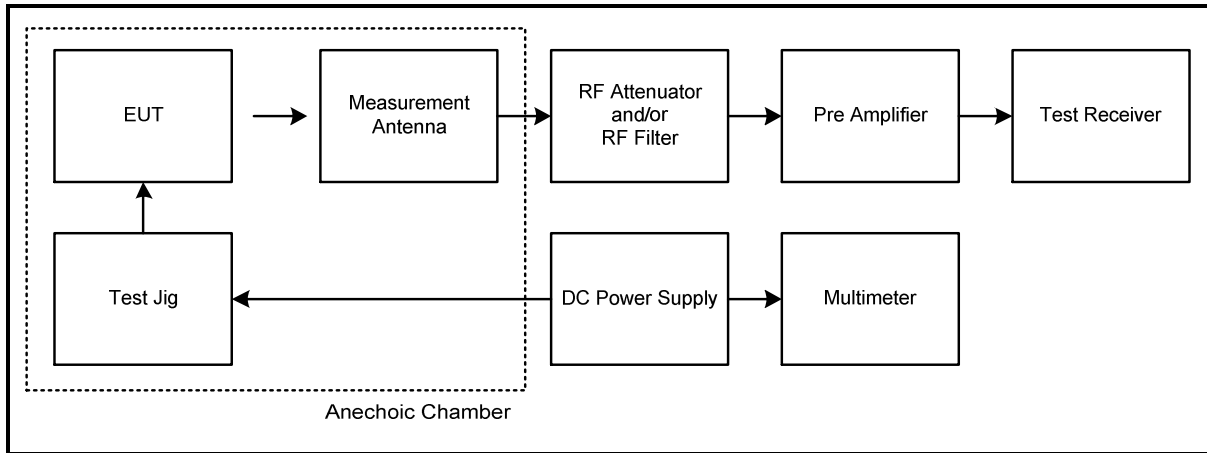 EUT
Measurement
Antenna
RF Attenuator
and/or
RF Filter
Pre Amplifier
Test Receiver
Test Jig
DC Power Supply
Multimeter
Anechoic Chamber